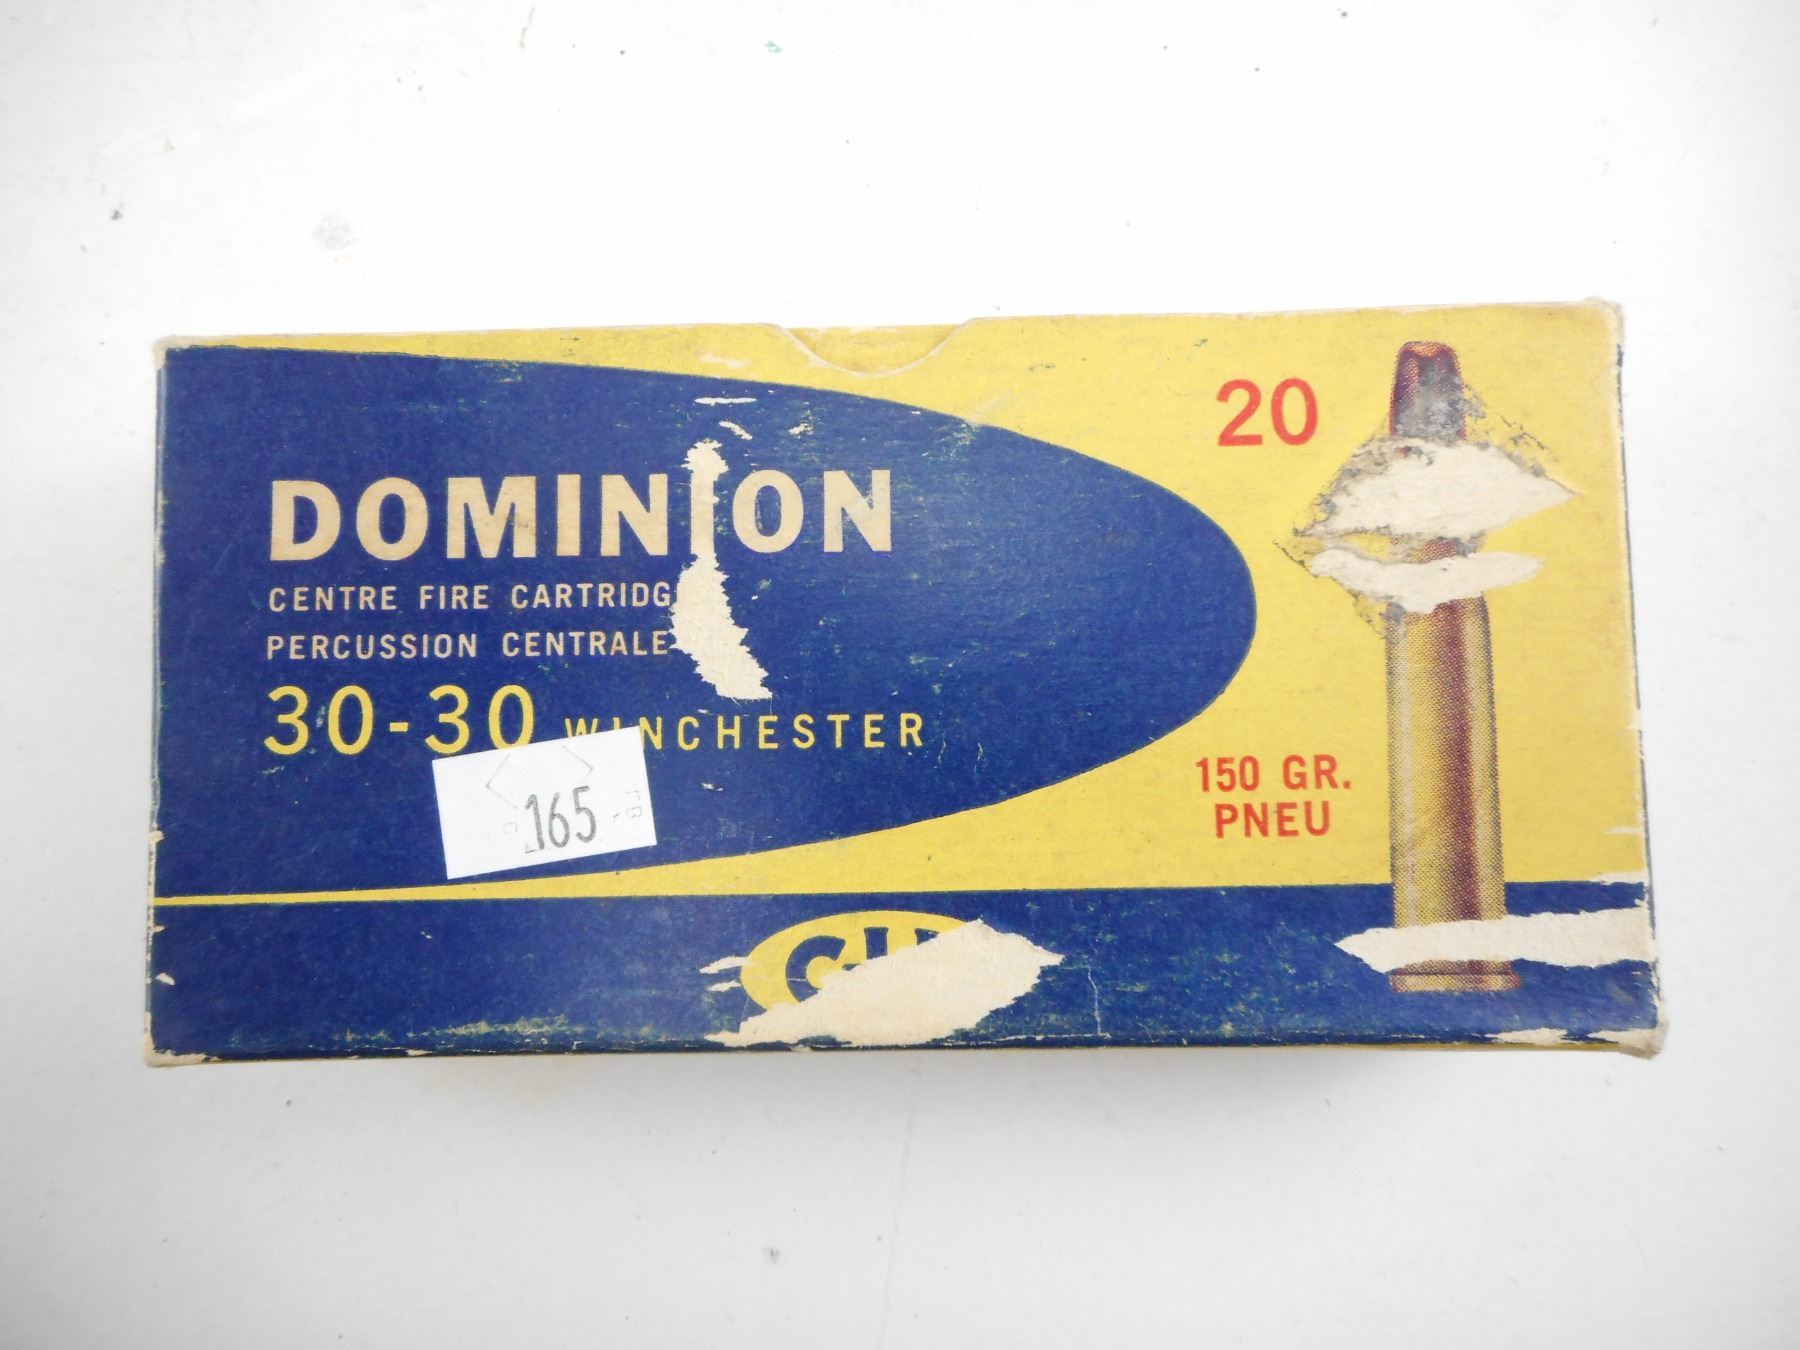 DOMINION
20
CENTRE FIRE CARTRIDG
PERCUSSION CENTRALE
30-30 WINCHESTER
150 GR.
PNEU
165